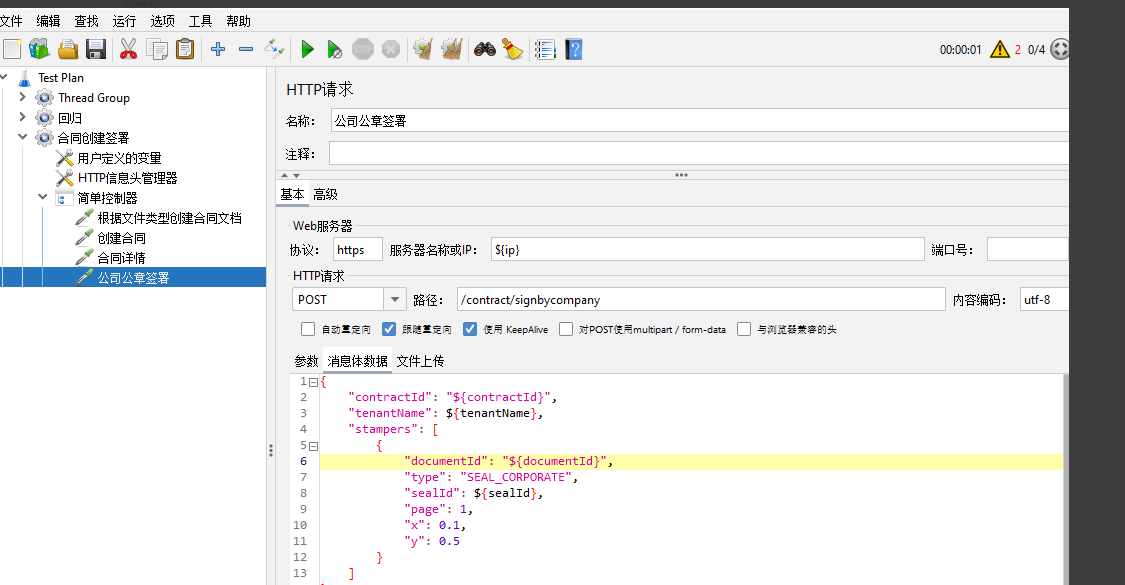 文件 编辑 查找 运行 选项 工具 帮助
STOP 00:00:01 2 0/4
Test Plan
Thread Group
回归
合同创建签署
用户定义的变量
HTTP信息头管理器
简单控制器
根据文件类型创建合同文档
创建合同
合同详情
公司公章签署
HTTP请求
名称： 公司公章签署
注释：
基本 高级
Web服务器
协议： https 服务器名称或IP： ${ip} 端口号：
HTTP请求
POST 路径： /contract/signbycompany 内容编码： utf-8
自动重定向 跟随重定向 使用 KeepAlive 对POST使用multipart / form-data 与浏览器兼容的头
参数 消息体数据 文件上传
1 {
2 "contractId": "${contractId}",
3 "tenantName": ${tenantName},
4 "stampers": [
5 {
6 "documentId": "${documentId}",
7 "type": "SEAL_CORPORATE",
8 "sealId": ${sealId},
9 "page": 1,
10 "x": 0.1,
11 "y": 0.5
12 }
13 ]